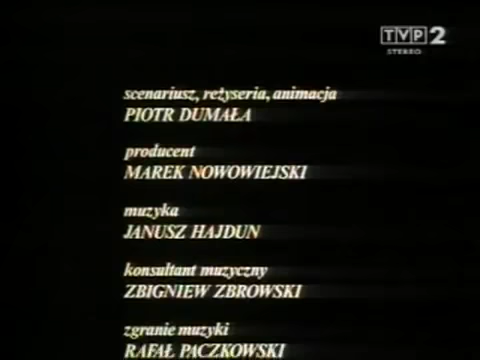 TVP2
STEREO
scenariusz, reżyseria, animacja
PIOTR DUMAŁA
producent
MAREK NOWOWIEJSKI
muzyka
JANUSZ HAJDUN
konsultant muzyczny
ZBIGNIEW ZBROWSKI
zgranie muzyki
RAFAŁ PACZKOWSKI